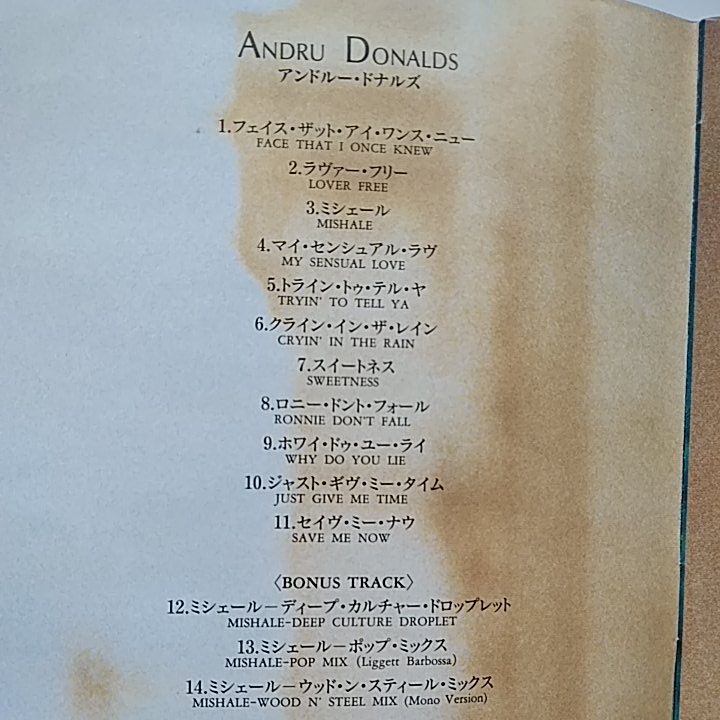 ANDRU DONALDS
アンドルー・ドナルズ
1.フェイス・ザット・アイ・ワンス・ニュー
FACE THAT I ONCE KNEW
2.ラヴァー・フリー
LOVER FREE
3.ミシェール
MISHALE
4.マイ・センシュアル・ラヴ
MY SENSUAL LOVE
5.トライン・トゥ・テル・ヤ
TRYIN' TO TELL YA
6.クライン・イン・ザ・レイン
CRYIN' IN THE RAIN
7.スイートネス
SWEETNESS
8.ロニー・ドント・フォール
RONNIE DON'T FALL
9.ホワイ・ドゥ・ユー・ライ
WHY DO YOU LIE
10.ジャスト・ギヴ・ミー・タイム
JUST GIVE ME TIME
11.セイヴ・ミー・ナウ
SAVE ME NOW
〈BONUS TRACK〉
12.ミシェール－ディープ・カルチャー・ドロップレット
MISHALE-DEEP CULTURE DROPLET
13.ミシェール－ポップ・ミックス
MISHALE-POP MIX (Liggett Barbossa)
14.ミシェール－ウッド・ン・スティール・ミックス
MISHALE-WOOD N' STEEL MIX (Mono Version)